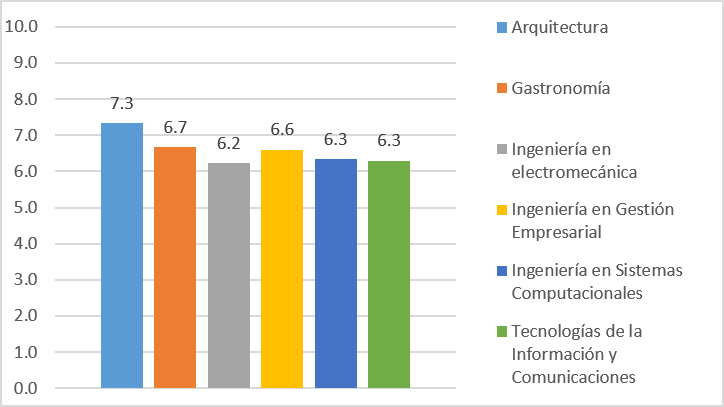 10.0
9.0
8.0
7.0
6.0
5.0
4.0
3.0
2.0
1.0
0.0
7.3
6.7
6.2
6.6
6.3
6.3
Arquitectura
Gastronomía
Ingeniería en
electromecánica
Ingeniería en Gestión
Empresarial
Ingeniería en Sistemas
Computacionales
Tecnologías de la
Información y
Comunicaciones